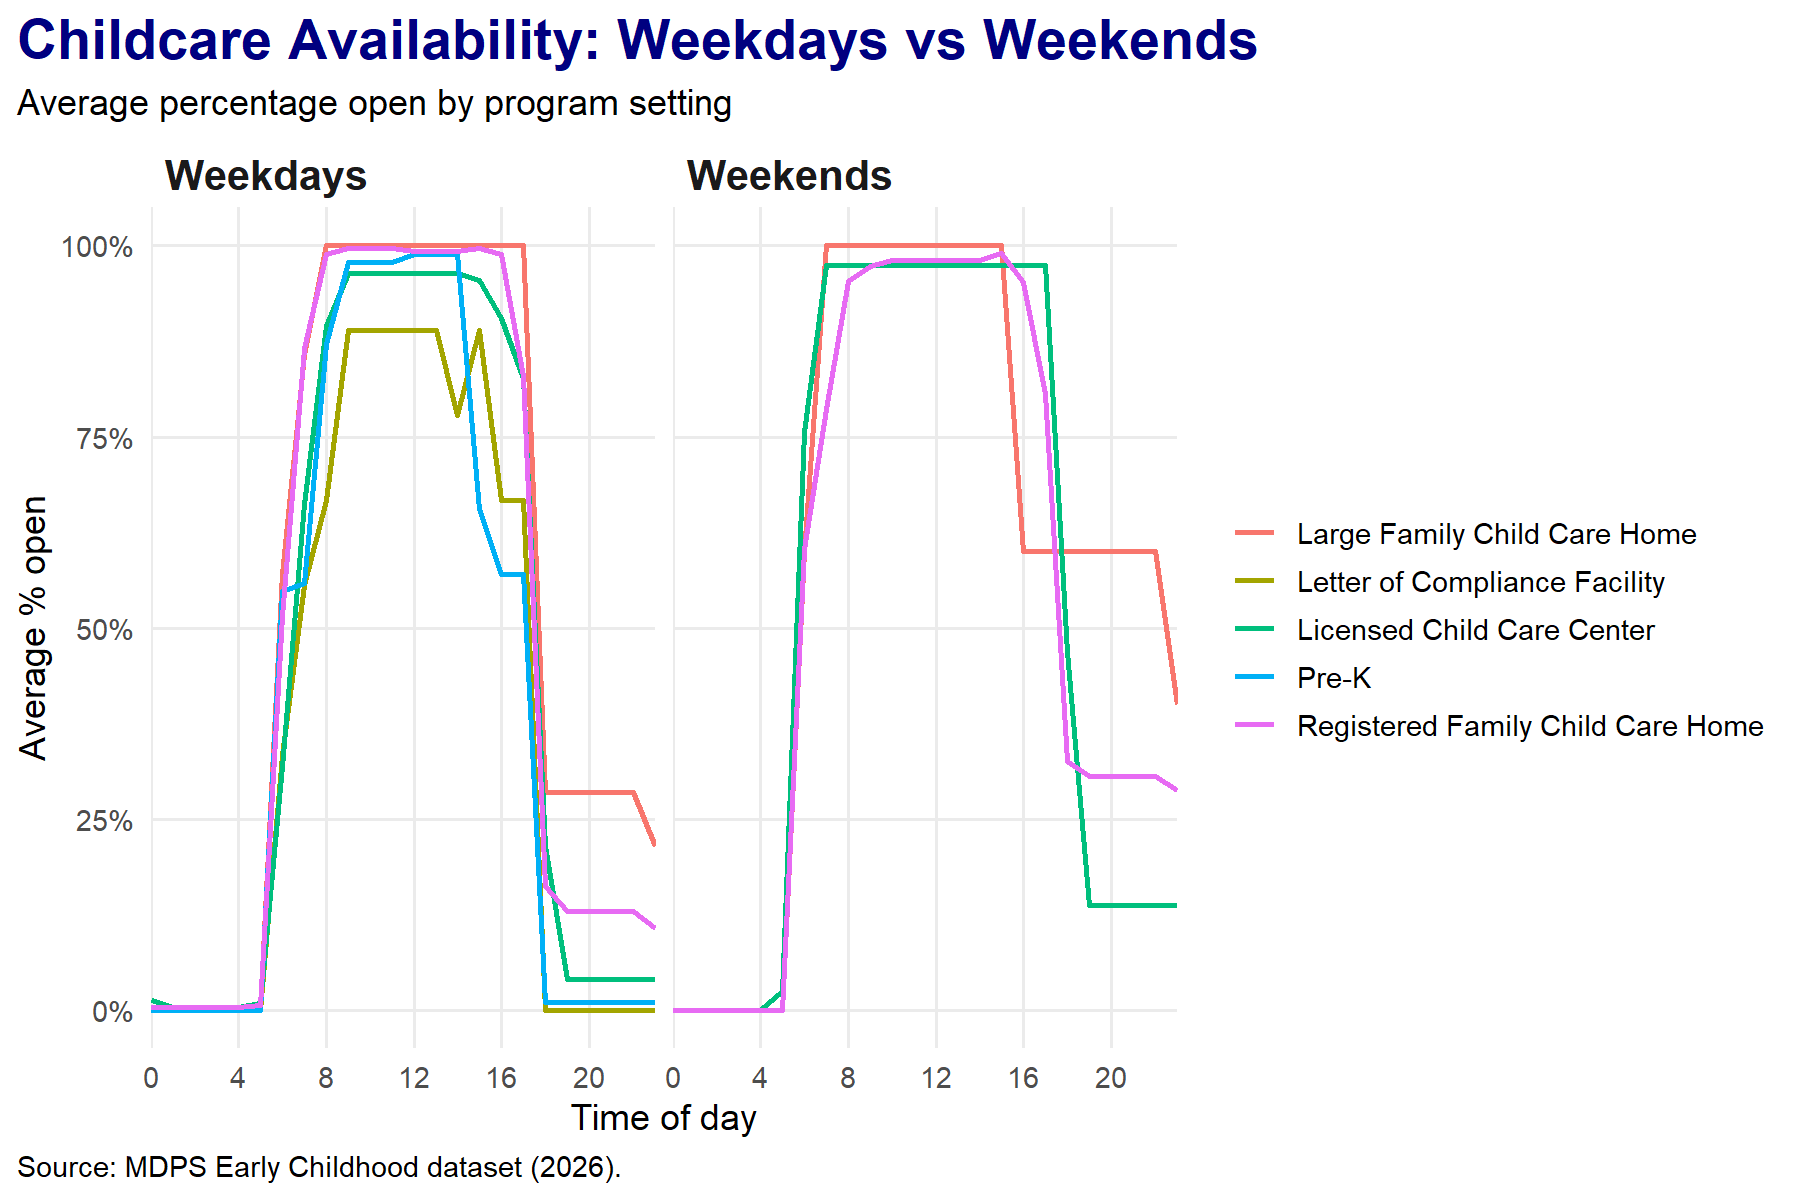 Childcare Availability: Weekdays vs Weekends
Average percentage open by program setting
Weekdays
Weekends
100%
75%
50%
25%
0%
Average % open
0 4 8 12 16 20
0 4 8 12 16 20
Time of day
Large Family Child Care Home
Letter of Compliance Facility
Licensed Child Care Center
Pre-K
Registered Family Child Care Home
Source: MDPS Early Childhood dataset (2026).